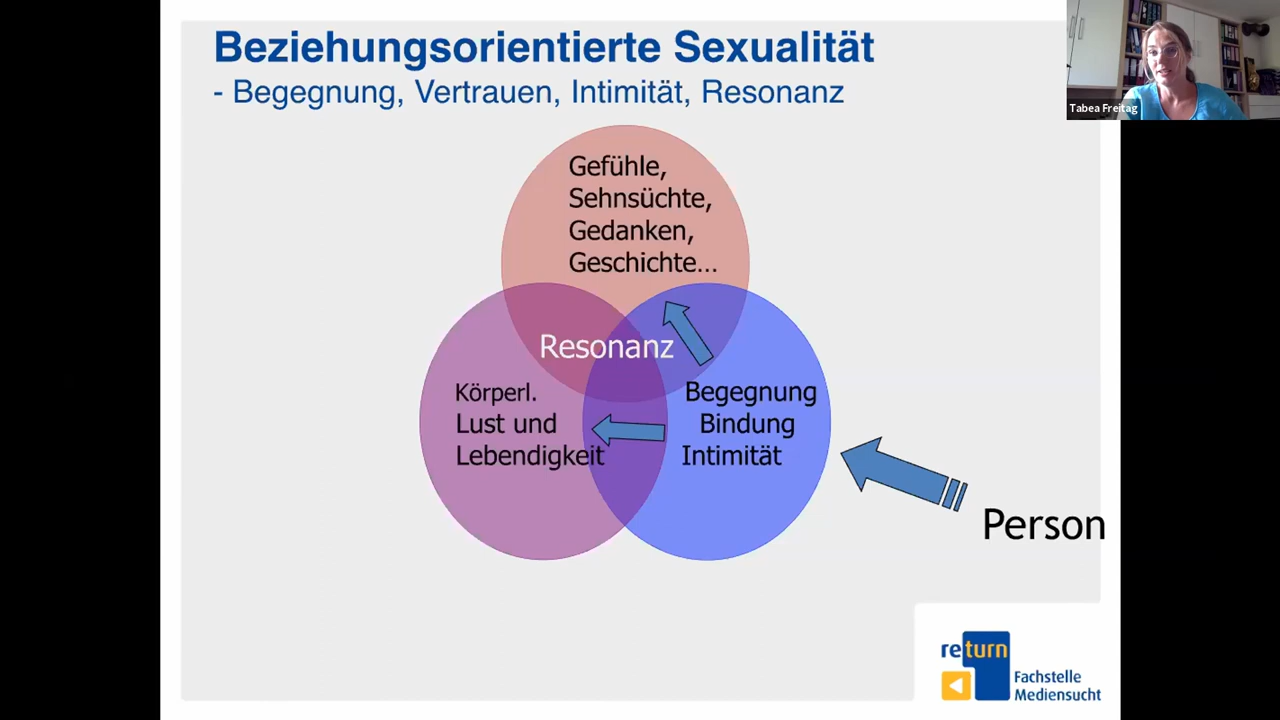 Beziehungsorientierte Sexualität
- Begegnung, Vertrauen, Intimität, Resonanz
Tabea Freitag
Gefühle,
Sehnsüchte,
Gedanken,
Geschichte...
Resonanz
Körperl.
Lust und
Lebendigkeit
Begegnung
Bindung
Intimität
Person
return
Fachstelle
Mediensucht